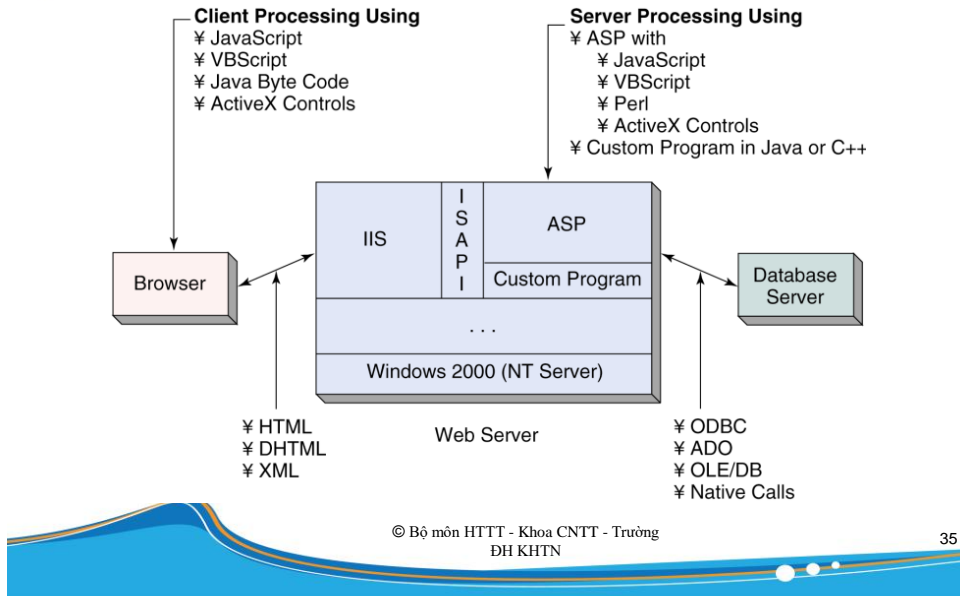 Client Processing Using
¥ JavaScript
¥ VBScript
¥ Java Byte Code
¥ ActiveX Controls
Server Processing Using
¥ ASP with
¥ JavaScript
¥ VBScript
¥ Perl
¥ ActiveX Controls
¥ Custom Program in Java or C++
Browser
IIS
I
S
A
P
I
ASP
Custom Program
. . .
Windows 2000 (NT Server)
Web Server
Database
Server
¥ HTML
¥ DHTML
¥ XML
¥ ODBC
¥ ADO
¥ OLE/DB
¥ Native Calls
© Bộ môn HTTT - Khoa CNTT - Trường
ĐH KHTN
35